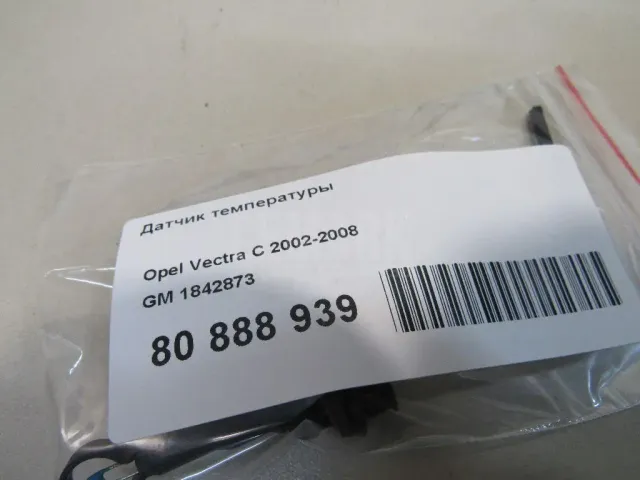 Датчик температуры
Opel Vectra C 2002-2008
GM 1842873
80 888 939